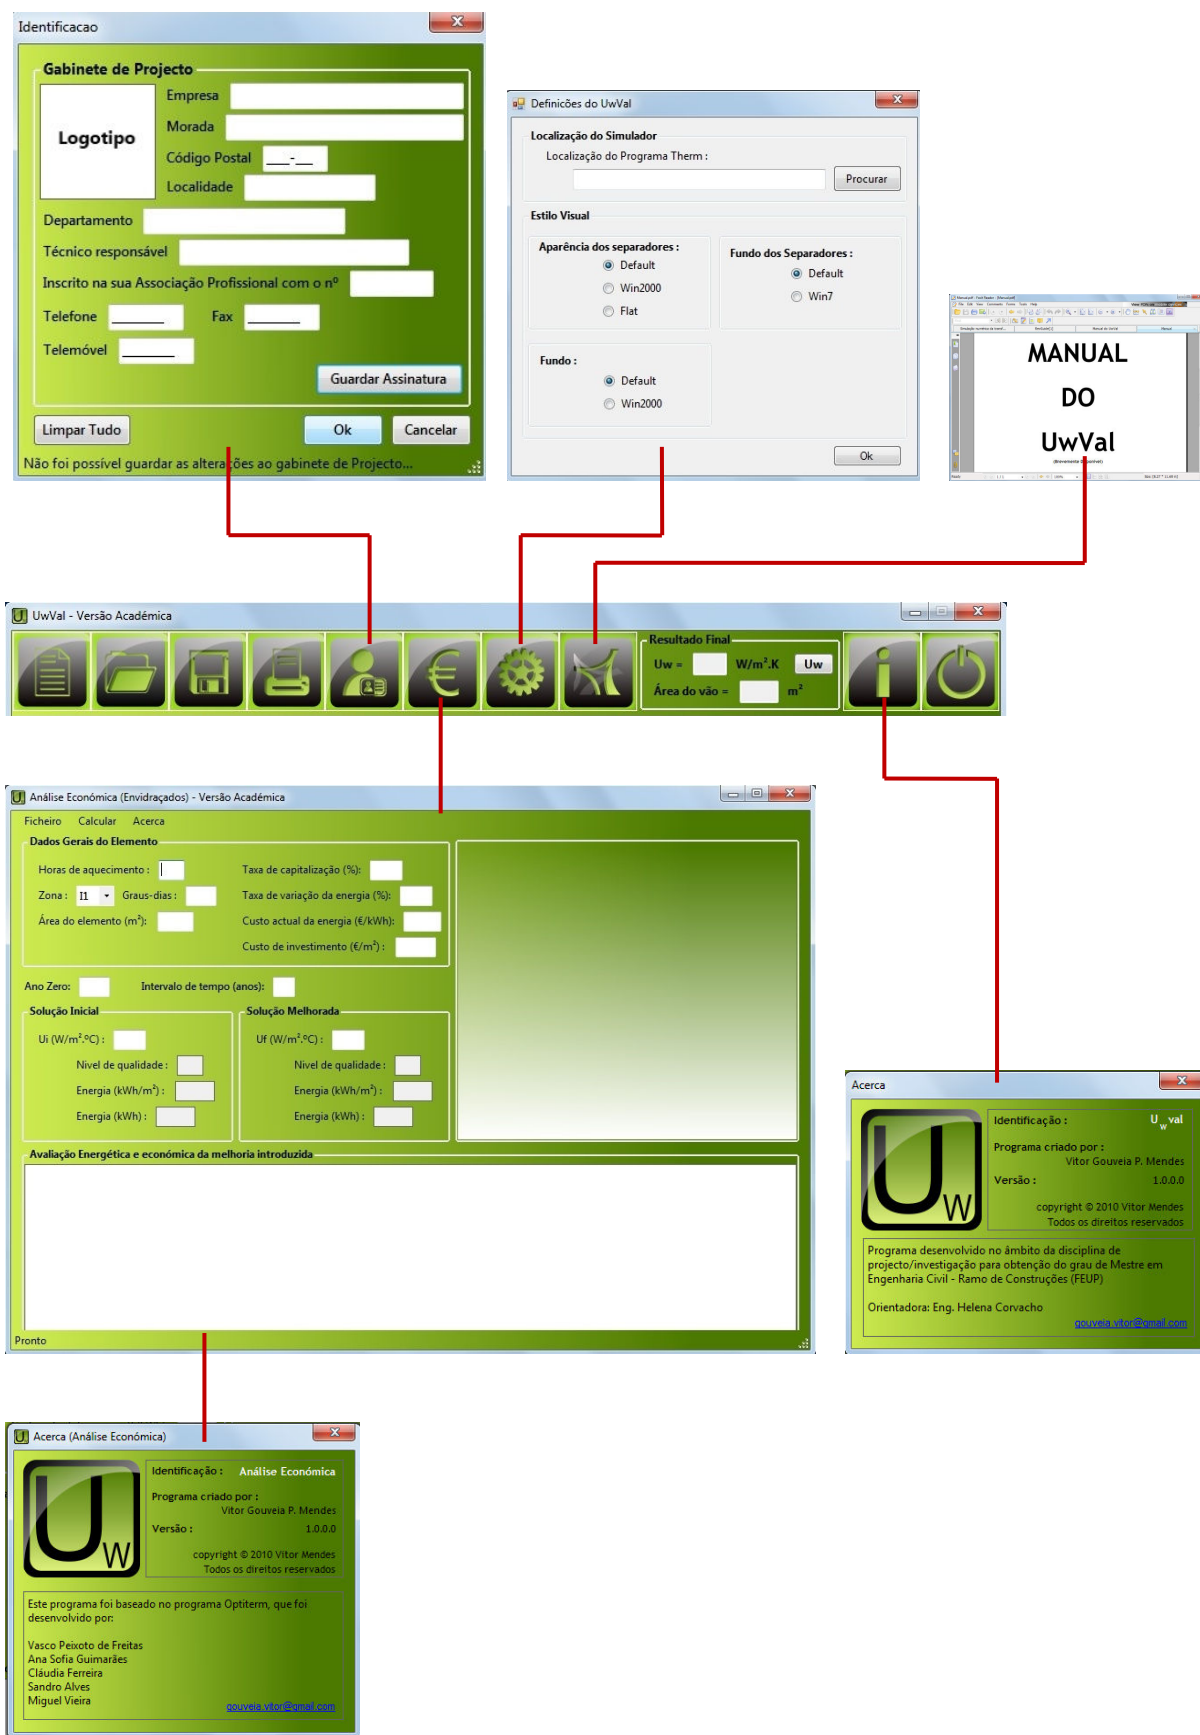 Identificacao
Gabinete de Projecto
Logotipo
Empresa
Morada
Código Postal ___-__
Localidade
Departamento
Técnico responsável
Inscrito na sua Associação Profissional com o nº
Telefone _______ Fax _______
Telemóvel _______
Guardar Assinatura
Limpar Tudo Ok Cancelar
Não foi possível guardar as alterações ao gabinete de Projecto...
Definicões do UwVal
Localização do Simulador
Localização do Programa Therm :
Procurar
Estilo Visual
Aparência dos separadores :
Default
Win2000
Flat
Fundo dos Separadores :
Default
Win7
Fundo :
Default
Win2000
Ok
MANUAL
DO
UwVal
UwVal - Versão Académica
Resultado Final
Uw = W/m².K Uw
Área do vão = m²
Análise Económica (Envidraçados) - Versão Académica
Ficheiro Calcular Acerca
Dados Gerais do Elemento
Horas de aquecimento : Taxa de capitalização (%):
Zona : I1 Graus-dias : Taxa de variação da energia (%):
Área do elemento (m²): Custo actual da energia (€/kWh):
Custo de investimento (€/m²) :
Ano Zero: Intervalo de tempo (anos):
Solução Inicial
Ui (W/m².ºC) :
Nivel de qualidade :
Energia (kWh/m²) :
Energia (kWh) :
Solução Melhorada
Uf (W/m².ºC) :
Nivel de qualidade :
Energia (kWh/m²) :
Energia (kWh) :
Avaliação Energética e económica da melhoria introduzida
Pronto
Acerca
Uw
Identificação : Uwval
Programa criado por :
Vitor Gouveia P. Mendes
Versão : 1.0.0.0
copyright © 2010 Vitor Mendes
Todos os direitos reservados
Programa desenvolvido no âmbito da disciplina de
projecto/investigação para obtenção do grau de Mestre em
Engenharia Civil - Ramo de Construções (FEUP)
Orientadora: Eng. Helena Corvacho
gouveia.vitor@gmail.com
Acerca (Análise Económica)
Uw
Identificação : Análise Económica
Programa criado por :
Vitor Gouveia P. Mendes
Versão : 1.0.0.0
copyright © 2010 Vitor Mendes
Todos os direitos reservados
Este programa foi baseado no programa Optiterm, que foi
desenvolvido por:
Vasco Peixoto de Freitas
Ana Sofia Guimarães
Cláudia Ferreira
Sandro Alves
Miguel Vieira
gouveia.vitor@gmail.com